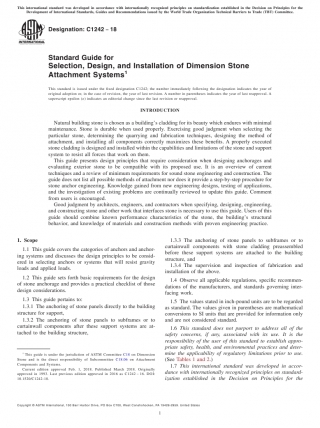 This international standard was developed in accordance with internationally recognized principles on standardization established in the Decision on Principles for the
Development of International Standards, Guides and Recommendations issued by the World Trade Organization Technical Barriers to Trade (TBT) Committee.
Designation: C1242 − 18
Standard Guide for
Selection, Design, and Installation of Dimension Stone
Attachment Systems1
This standard is issued under the fixed designation C1242; the number immediately following the designation indicates the year of
original adoption or, in the case of revision, the year of last revision. A number in parentheses indicates the year of last reapproval. A
superscript epsilon (ε) indicates an editorial change since the last revision or reapproval.
INTRODUCTION
Natural building stone is chosen as a building's cladding for its beauty which endures with minimal
maintenance. Stone is durable when used properly. Exercising good judgment when selecting the
particular stone, determining the quarrying and fabrication techniques, designing the method of
attachment, and installing all components correctly maximizes these benefits. A properly executed
stone cladding is designed and installed within the capabilities and limitations of the stone and support
system to resist all forces that work on them.
This guide presents design principles that require consideration when designing anchorages and
evaluating exterior stone to be compatible with its proposed use. It is an overview of current
techniques and a review of minimum requirements for sound stone engineering and construction. The
guide does not list all possible methods of attachment nor does it provide a step-by-step procedure for
stone anchor engineering. Knowledge gained from new engineering designs, testing of applications,
and the investigation of existing problems are continually reviewed to update this guide. Comment
from users is encouraged.
Good judgment by architects, engineers, and contractors when specifying, designing, engineering,
and constructing stone and other work that interfaces stone is necessary to use this guide. Users of this
guide should combine known performance characteristics of the stone, the building's structural
behavior, and knowledge of materials and construction methods with proven engineering practice.
1. Scope
1.1 This guide covers the categories of anchors and anchor-
ing systems and discusses the design principles to be consid-
ered in selecting anchors or systems that will resist gravity
loads and applied loads.
1.2 This guide sets forth basic requirements for the design
of stone anchorage and provides a practical checklist of those
design considerations.
1.3 This guide pertains to:
1.3.1 The anchoring of stone panels directly to the building
structure for support,
1.3.2 The anchoring of stone panels to subframes or to
curtainwall components after these support systems are at-
tached to the building structure,
1 This guide is under the jurisdiction of ASTM Committee C18 on Dimension
Stone and is the direct responsibility of Subcommittee C18.06 on Attachment
Components and Systems.
Current edition approved Feb. 1, 2018. Published March 2018. Originally
approved in 1993. Last previous edition approved in 2016 as C1242 – 16. DOI:
10.1520/C1242-18.
1.3.3 The anchoring of stone panels to subframes or to
curtainwall components with stone cladding preassembled
before these support systems are attached to the building
structure, and
1.3.4 The supervision and inspection of fabrication and
installation of the above.
1.4 Observe all applicable regulations, specific recommen-
dations of the manufacturers, and standards governing inter-
facing work.
1.5 The values stated in inch-pound units are to be regarded
as standard. The values given in parentheses are mathematical
conversions to SI units that are provided for information only
and are not considered standard.
1.6 This standard does not purport to address all of the
safety concerns, if any, associated with its use. It is the
responsibility of the user of this standard to establish appro-
priate safety, health, and environmental practices and deter-
mine the applicability of regulatory limitations prior to use.
(See Tables 1 and 2.)
1.7 This international standard was developed in accor-
dance with internationally recognized principles on standard-
ization established in the Decision on Principles for the
Copyright © ASTM International, 100 Barr Harbor Drive, PO Box C700, West Conshohocken, PA 19428-2959. United States
1